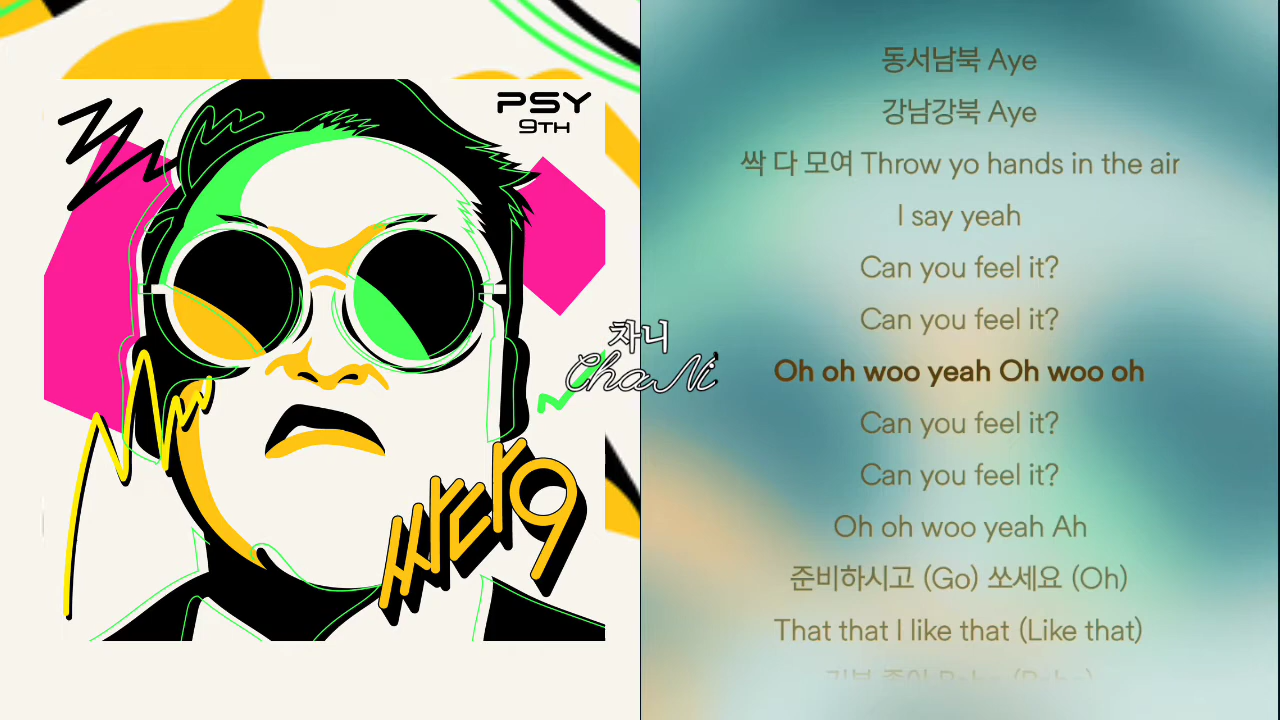 PSY
9TH
싸다9
차니
ChaNi
동서남북 Aye
강남강북 Aye
싹 다 모여 Throw yo hands in the air
I say yeah
Can you feel it?
Can you feel it?
Oh oh woo yeah Oh woo oh
Can you feel it?
Can you feel it?
Oh oh woo yeah Ah
준비하시고 (Go) 쏘세요 (Oh)
That that I like that (Like that)